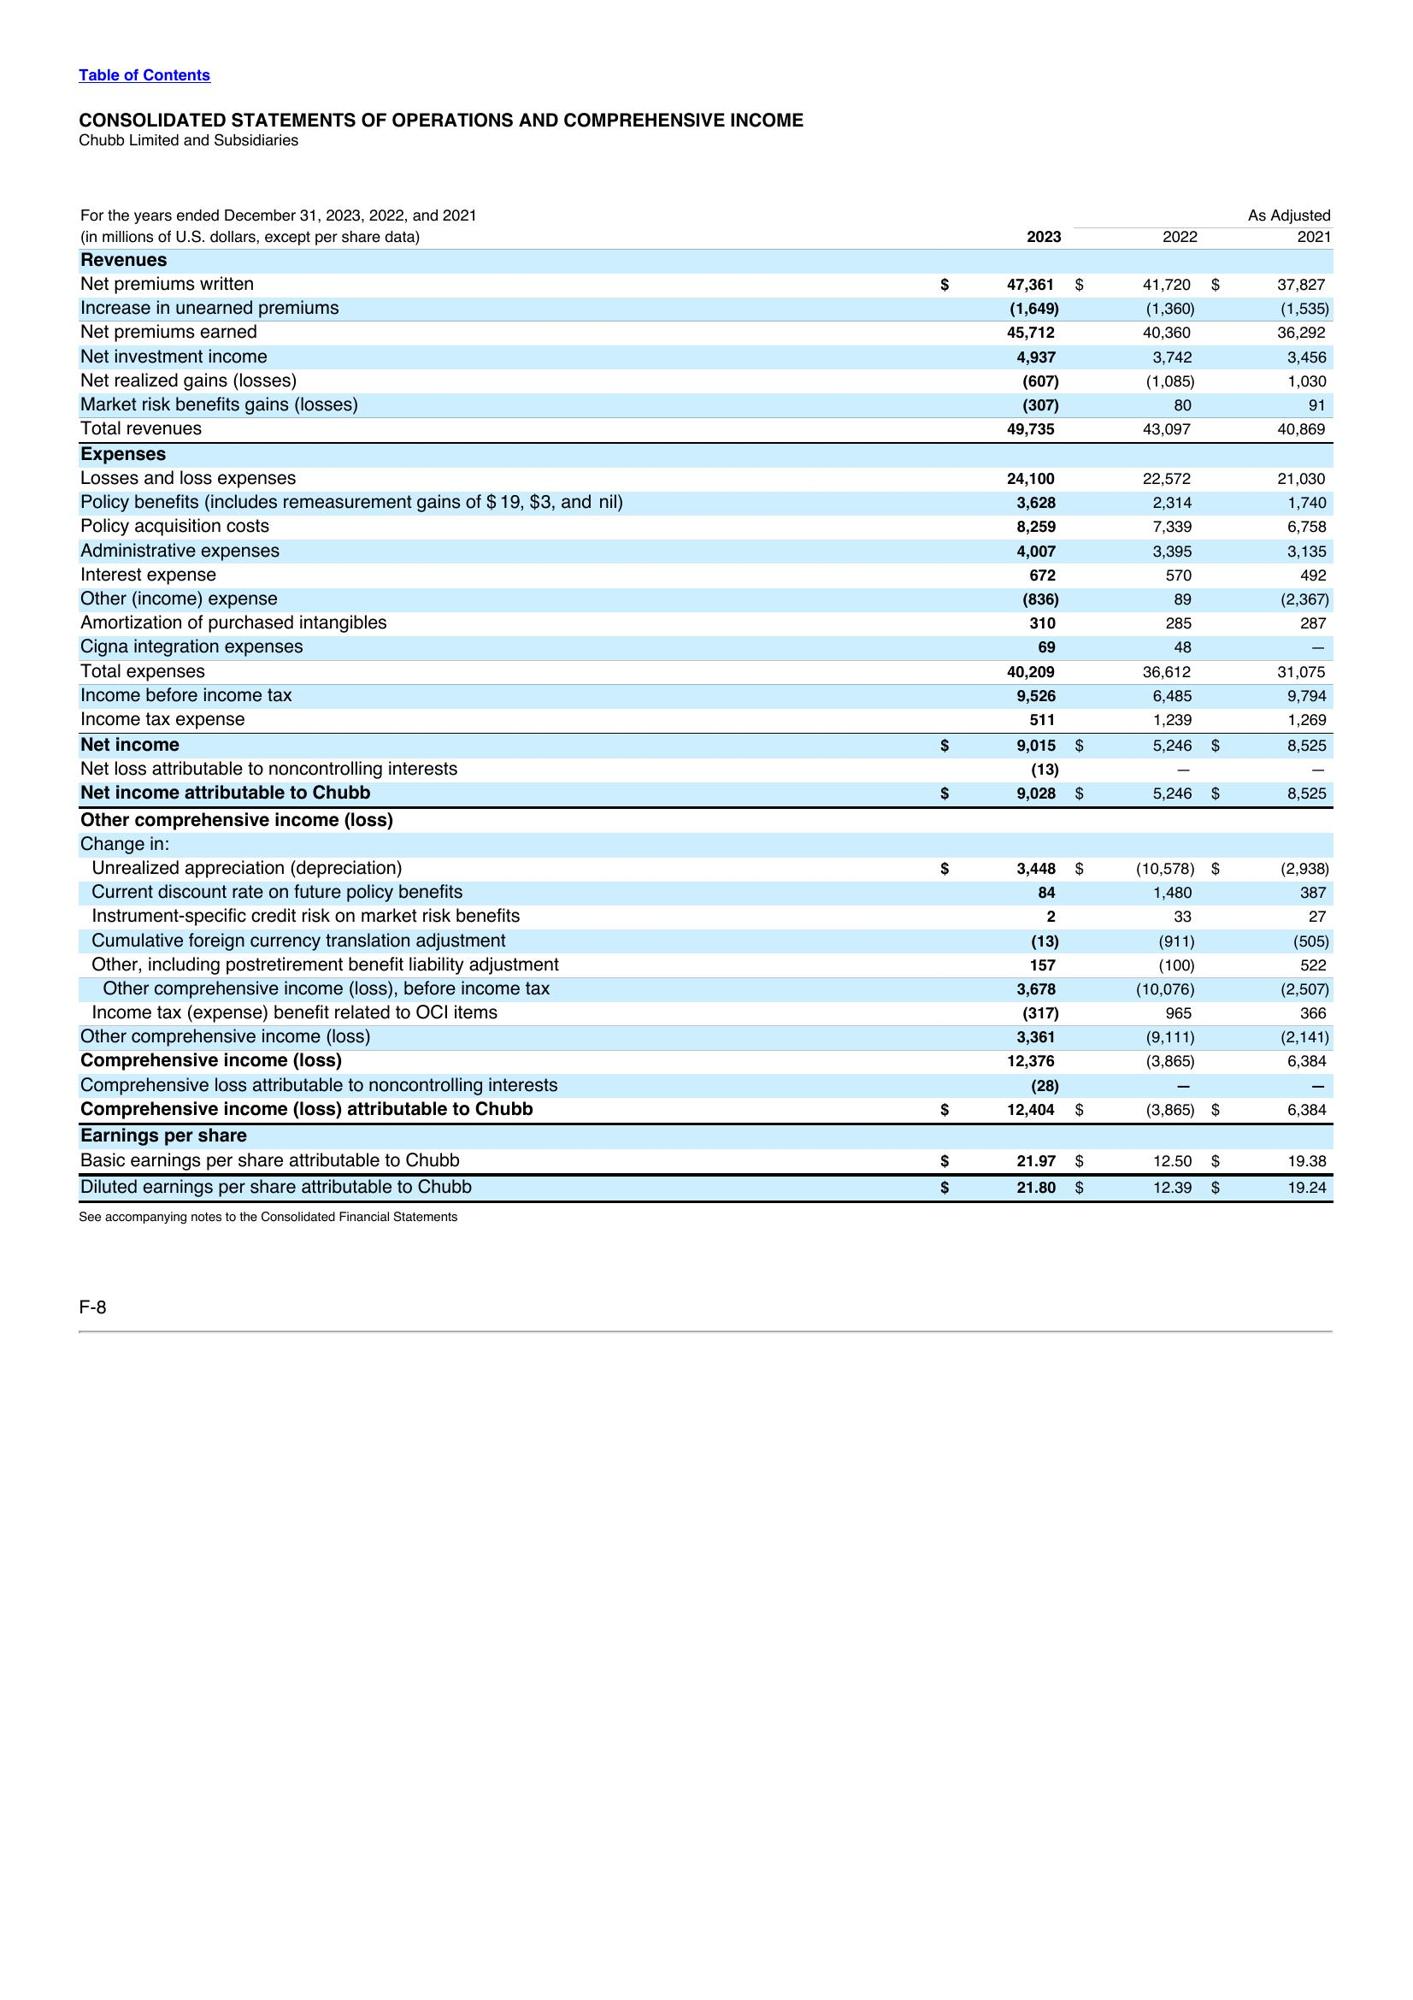 Table of Contents
CONSOLIDATED STATEMENTS OF OPERATIONS AND COMPREHENSIVE INCOME
Chubb Limited and Subsidiaries
For the years ended December 31, 2023, 2022, and 2021 As Adjusted
(in millions of U.S. dollars, except per share data) 2023 2022 2021
Revenues
Net premiums written $ 47,361 $ 41,720 $ 37,827
Increase in unearned premiums (1,649) (1,360) (1,535)
Net premiums earned 45,712 40,360 36,292
Net investment income 4,937 3,742 3,456
Net realized gains (losses) (607) (1,085) 1,030
Market risk benefits gains (losses) (307) 80 91
Total revenues 49,735 43,097 40,869
Expenses
Losses and loss expenses 24,100 22,572 21,030
Policy benefits (includes remeasurement gains of $ 19, $3, and nil) 3,628 2,314 1,740
Policy acquisition costs 8,259 7,339 6,758
Administrative expenses 4,007 3,395 3,135
Interest expense 672 570 492
Other (income) expense (836) 89 (2,367)
Amortization of purchased intangibles 310 285 287
Cigna integration expenses 69 48 —
Total expenses 40,209 36,612 31,075
Income before income tax 9,526 6,485 9,794
Income tax expense 511 1,239 1,269
Net income $ 9,015 $ 5,246 $ 8,525
Net loss attributable to noncontrolling interests (13) — —
Net income attributable to Chubb $ 9,028 $ 5,246 $ 8,525
Other comprehensive income (loss)
Change in:
Unrealized appreciation (depreciation) $ 3,448 $ (10,578) $ (2,938)
Current discount rate on future policy benefits 84 1,480 387
Instrument-specific credit risk on market risk benefits 2 33 27
Cumulative foreign currency translation adjustment (13) (911) (505)
Other, including postretirement benefit liability adjustment 157 (100) 522
Other comprehensive income (loss), before income tax 3,678 (10,076) (2,507)
Income tax (expense) benefit related to OCI items (317) 965 366
Other comprehensive income (loss) 3,361 (9,111) (2,141)
Comprehensive income (loss) 12,376 (3,865) 6,384
Comprehensive loss attributable to noncontrolling interests (28) — —
Comprehensive income (loss) attributable to Chubb $ 12,404 $ (3,865) $ 6,384
Earnings per share
Basic earnings per share attributable to Chubb $ 21.97 $ 12.50 $ 19.38
Diluted earnings per share attributable to Chubb $ 21.80 $ 12.39 $ 19.24
See accompanying notes to the Consolidated Financial Statements
F-8